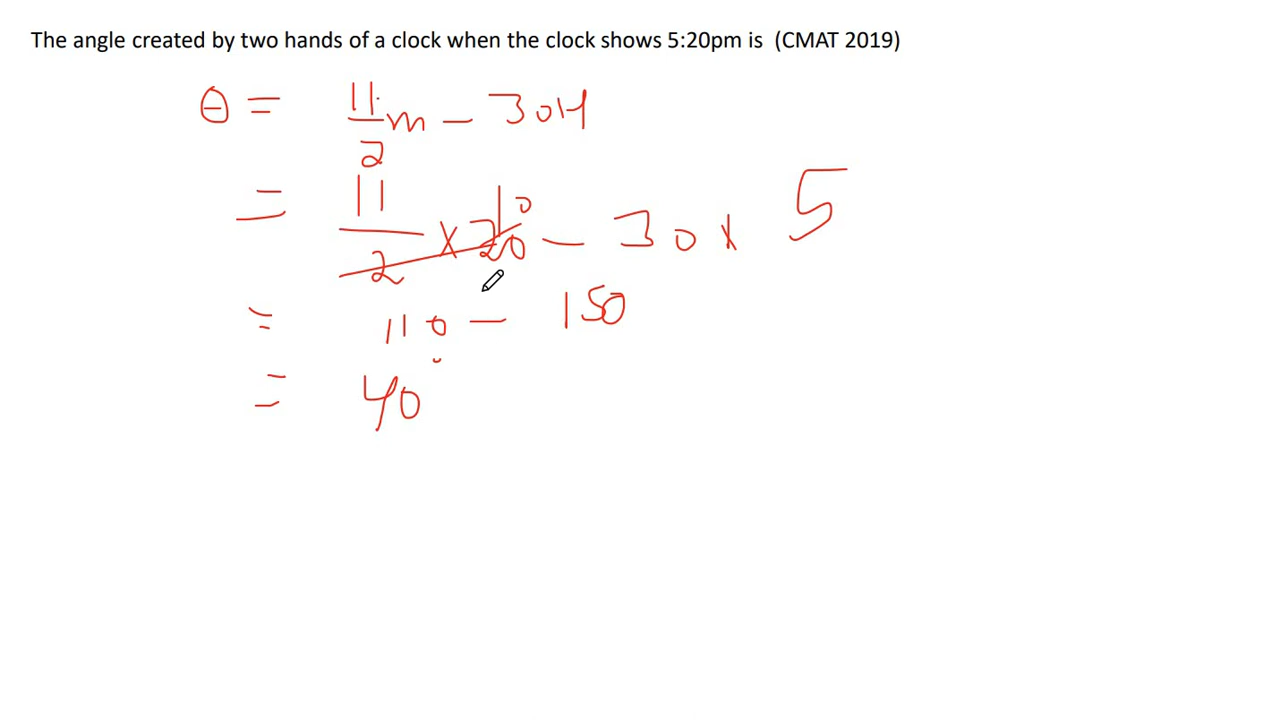 The angle created by two hands of a clock when the clock shows 5:20pm is (CMAT 2019)
θ = 11/2 m - 30H
= 11/2 × 20 10 - 30 × 5
= 110 - 150
= 40°